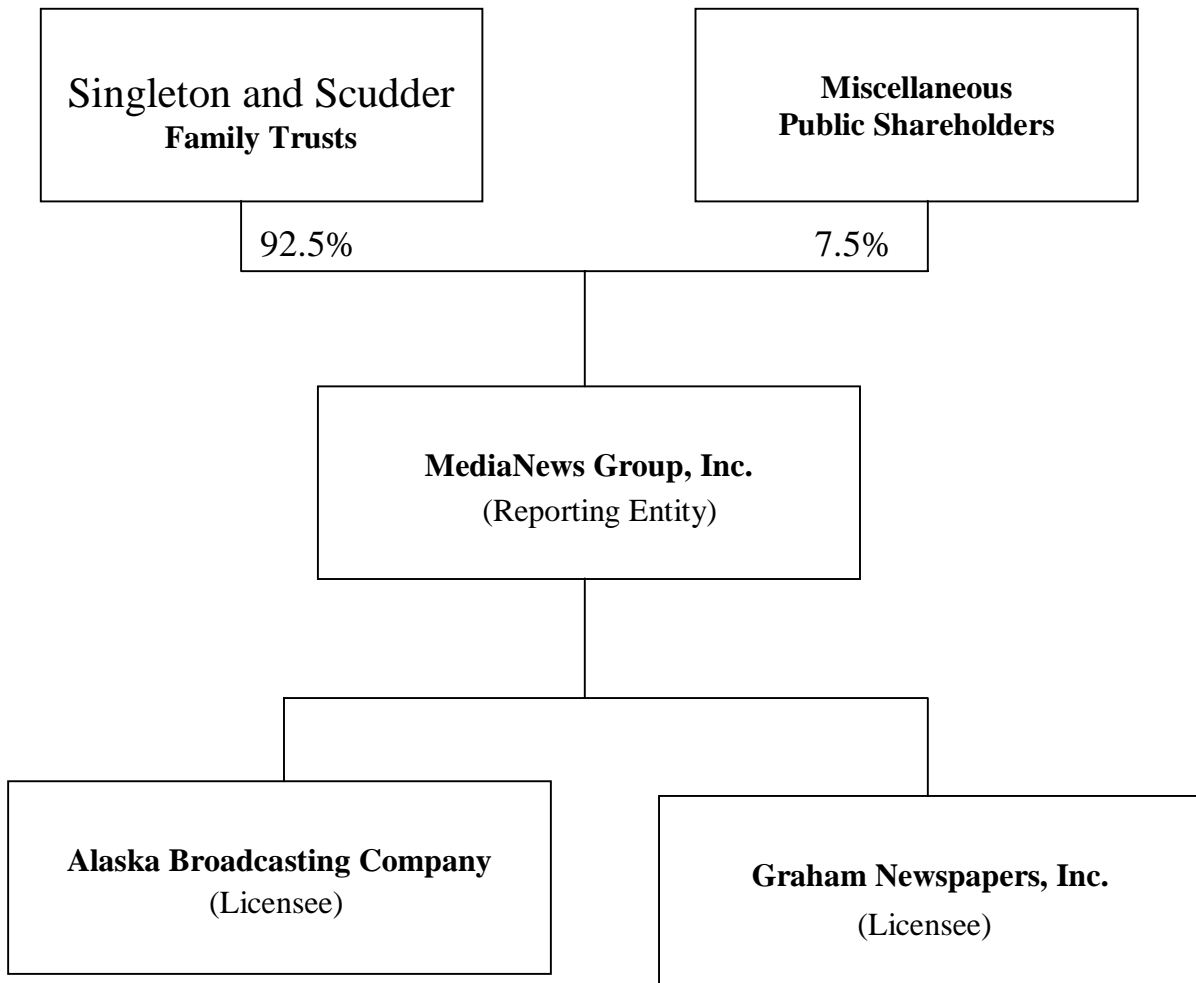 Singleton and Scudder
Family Trusts
Miscellaneous
Public Shareholders
92.5%
7.5%
MediaNews Group, Inc.
(Reporting Entity)
Alaska Broadcasting Company
(Licensee)
Graham Newspapers, Inc.
(Licensee)